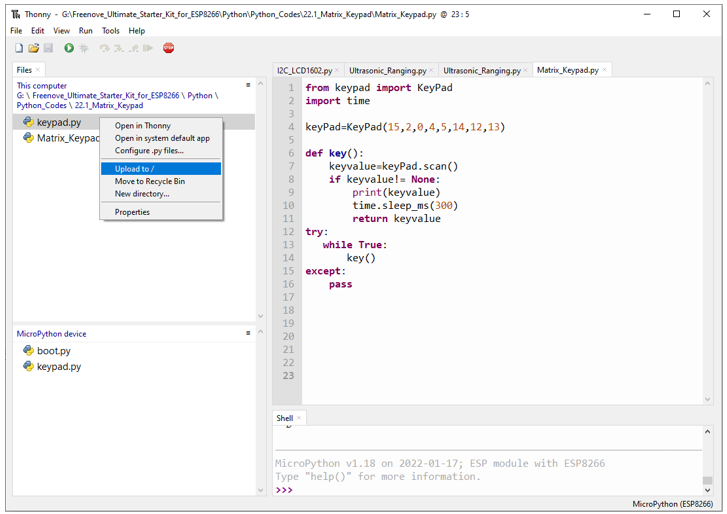 Thonny - G:\Freenove_Ultimate_Starter_Kit_for_ESP8266\Python\Python_Codes\22.1_Matrix_Keypad\Matrix_Keypad.py @ 23 : 5
File Edit View Run Tools Help
STOP
Files
This computer
G: \ Freenove_Ultimate_Starter_Kit_for_ESP8266 \ Python \
Python_Codes \ 22.1_Matrix_Keypad
keypad.py
Matrix_Keypad
Open in Thonny
Open in system default app
Configure .py files...
Upload to /
Move to Recycle Bin
New directory...
Properties
MicroPython device
boot.py
keypad.py
I2C_LCD1602.py Ultrasonic_Ranging.py Ultrasonic_Ranging.py Matrix_Keypad.py
1 from keypad import KeyPad
2 import time
3
4 keyPad=KeyPad(15,2,0,4,5,14,12,13)
5
6 def key():
7 keyvalue=keyPad.scan()
8 if keyvalue!= None:
9 print(keyvalue)
10 time.sleep_ms(300)
11 return keyvalue
12 try:
13 while True:
14 key()
15 except:
16 pass
17
18
19
20
21
22
23
Shell
MicroPython v1.18 on 2022-01-17; ESP module with ESP8266
Type "help()" for more information.
>>>
MicroPython (ESP8266)